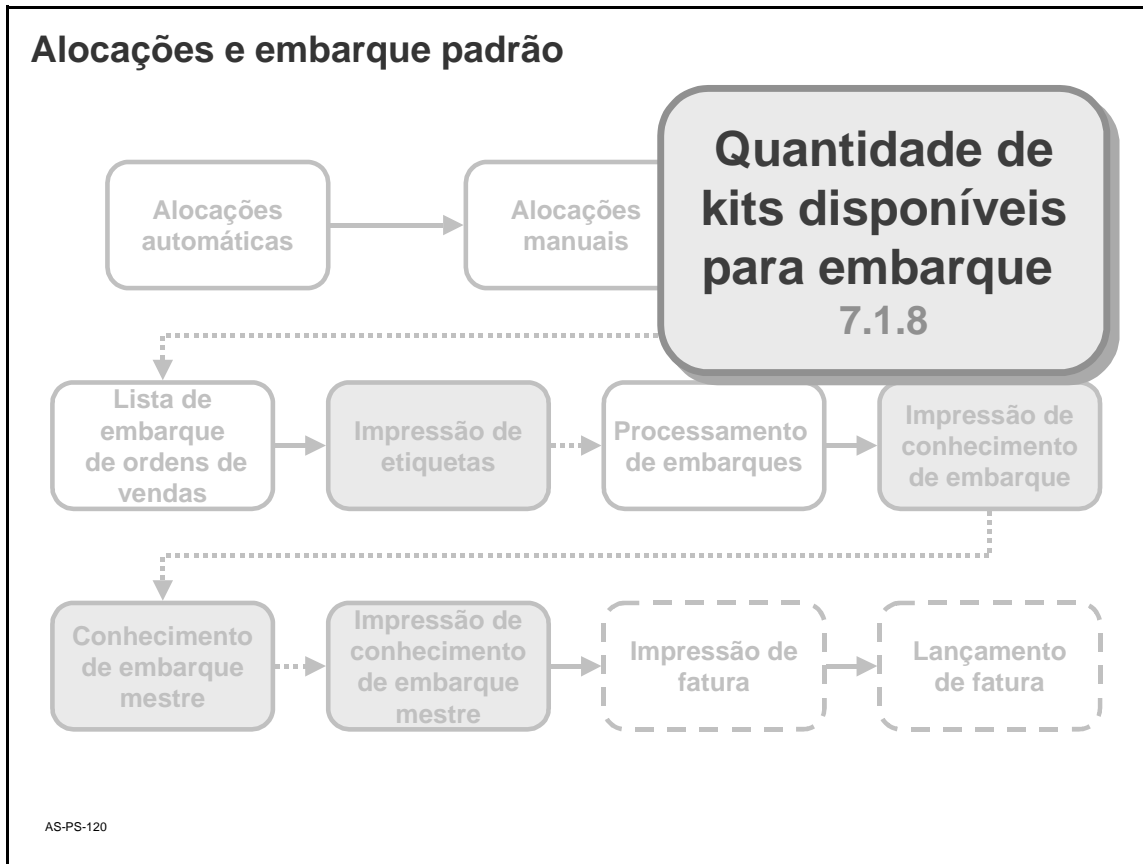 Alocações e embarque padrão
Alocações
automáticas
Alocações
manuais
Quantidade de
kits disponíveis
para embarque
7.1.8
Lista de
embarque
de ordens de
vendas
Impressão de
etiquetas
Processamento
de embarques
Impressão de
conhecimento
de embarque
Conhecimento
de embarque
mestre
Impressão de
conhecimento
de embarque
mestre
Impressão de
fatura
Lançamento
de fatura
AS-PS-120